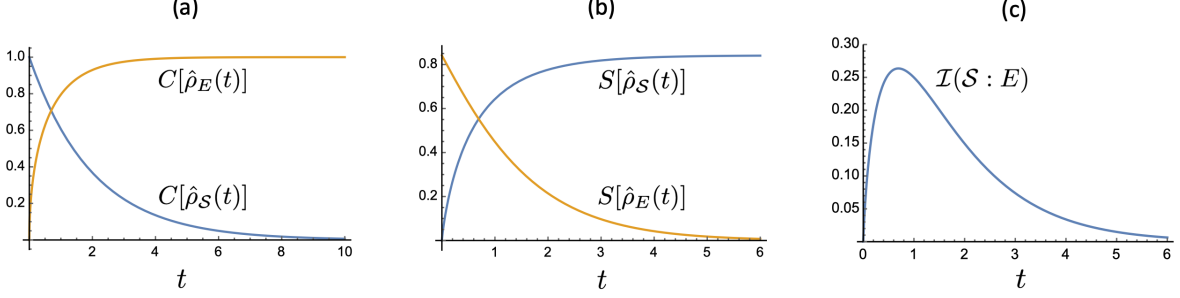 (a)
1.0
0.8
0.6
0.4
0.2
C[ρ̂_E(t)]
C[ρ̂_𝒮(t)]
2 4 6 8 10
t
(b)
0.8
0.6
0.4
0.2
S[ρ̂_𝒮(t)]
S[ρ̂_E(t)]
1 2 3 4 5 6
t
(c)
0.30
0.25
0.20
0.15
0.10
0.05
ℐ(𝒮 : E)
0 1 2 3 4 5 6
t